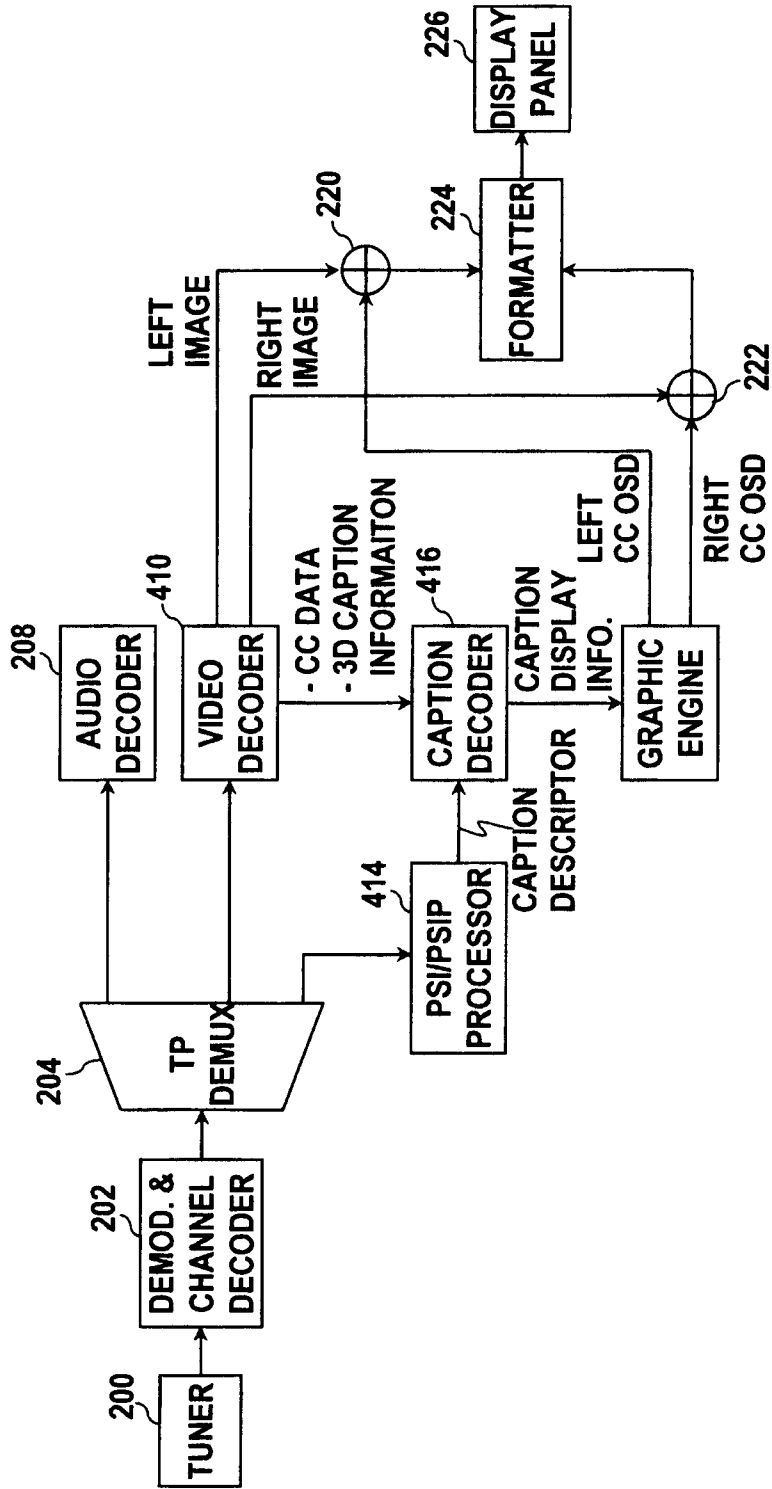 200
TUNER
202
DEMOD. &
CHANNEL
DECODER
204
TP
DEMUX
208
AUDIO
DECODER
410
VIDEO
DECODER
LEFT
IMAGE
RIGHT
IMAGE
- CC DATA
- 3D CAPTION
INFORMAITON
414
PSI/PSIP
PROCESSOR
CAPTION
DESCRIPTOR
416
CAPTION
DECODER
CAPTION
DISPLAY
INFO.
GRAPHIC
ENGINE
LEFT
CC OSD
RIGHT
CC OSD
220
222
224
FORMATTER
226
DISPLAY
PANEL